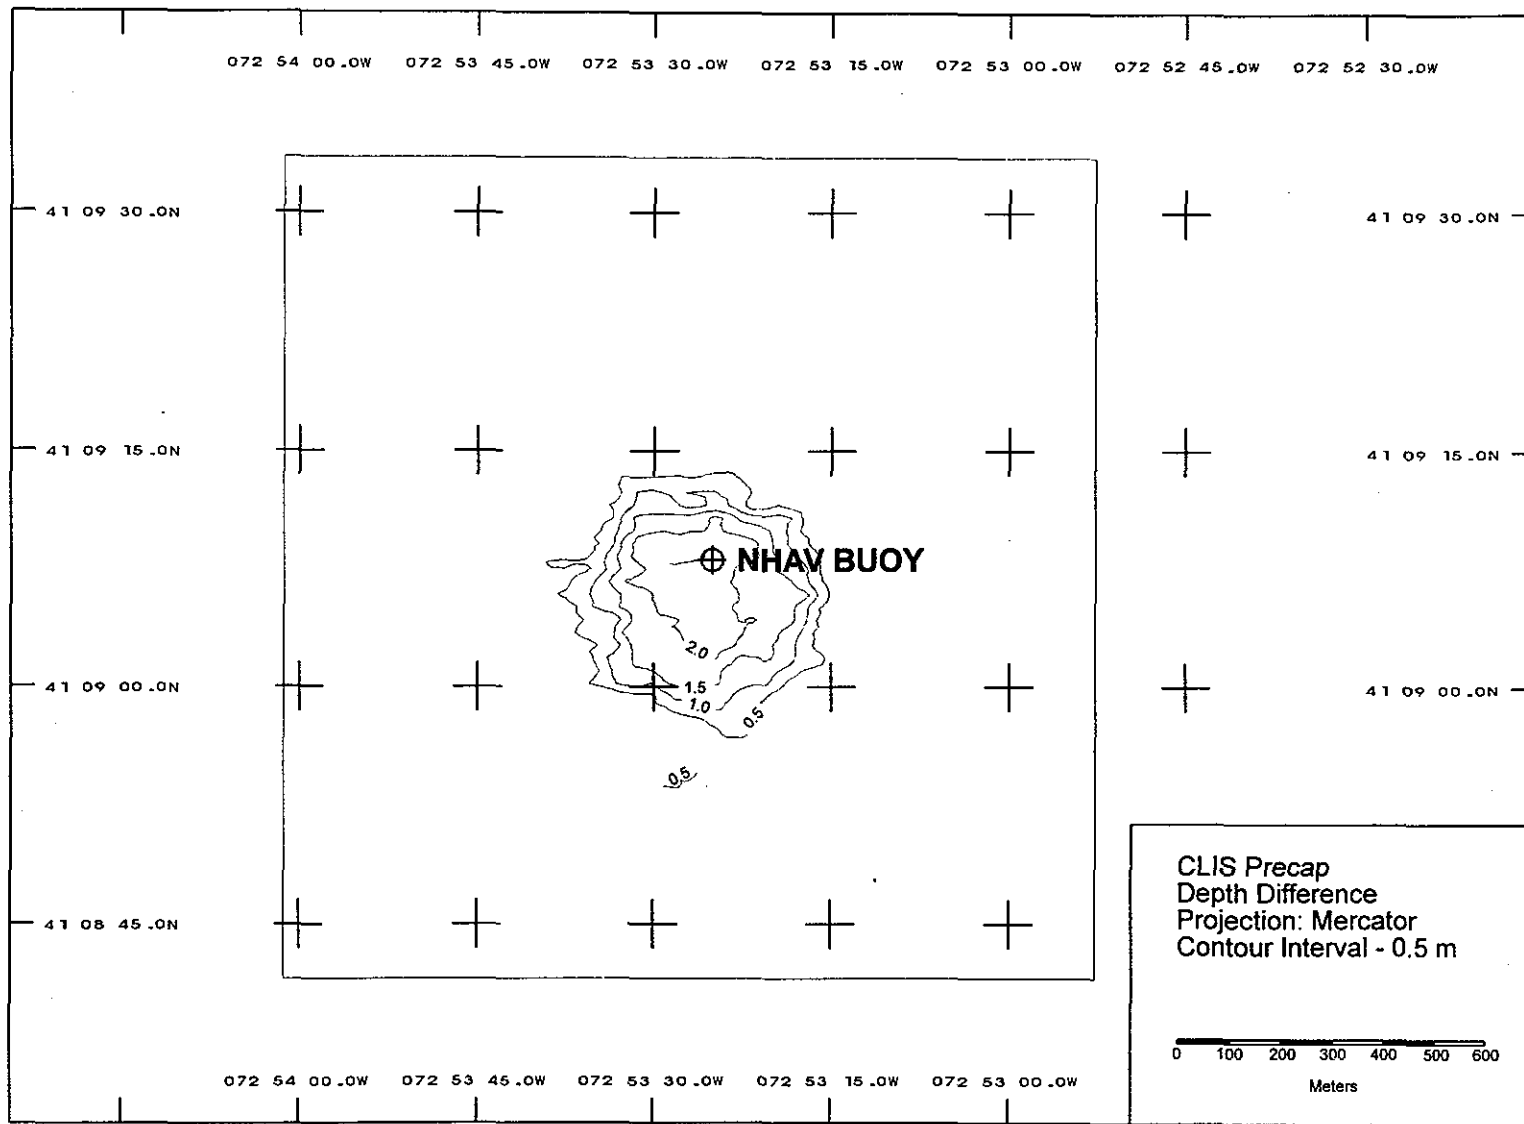 072 54 00.0W 072 53 45.0W 072 53 30.0W 072 53 15.0W 072 53 00.0W 072 52 45.0W 072 52 30.0W
41 09 30.0N 41 09 30.0N
41 09 15.0N 41 09 15.0N
NHAV BUOY
2.0
41 09 00.0N 1.5 41 09 00.0N
1.0
0.5
0.5
41 08 45.0N
CLIS Precap
Depth Difference
Projection: Mercator
Contour Interval - 0.5 m
0 100 200 300 400 500 600
Meters
072 54 00.0W 072 53 45.0W 072 53 30.0W 072 53 15.0W 072 53 00.0W